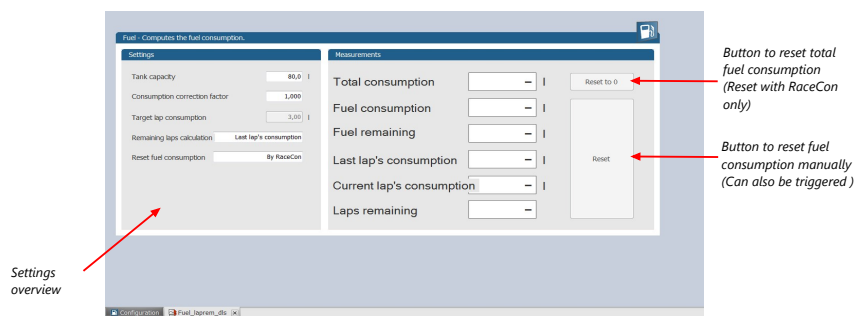 Fuel - Computes the fuel consumption.
Settings
Tank capacity 80,0 l
Consumption correction factor 1,000
Target lap consumption 3,00 l
Remaining laps calculation Last lap's consumption
Reset fuel consumption By RaceCon
Measurements
Total consumption – l Reset to 0
Fuel consumption – l
Fuel remaining – l
Last lap's consumption – l Reset
Current lap's consumption – l
Laps remaining –
Button to reset total
fuel consumption
(Reset with RaceCon
only)
Button to reset fuel
consumption manually
(Can also be triggered )
Settings
overview
Configuration Fuel_laprem_dls